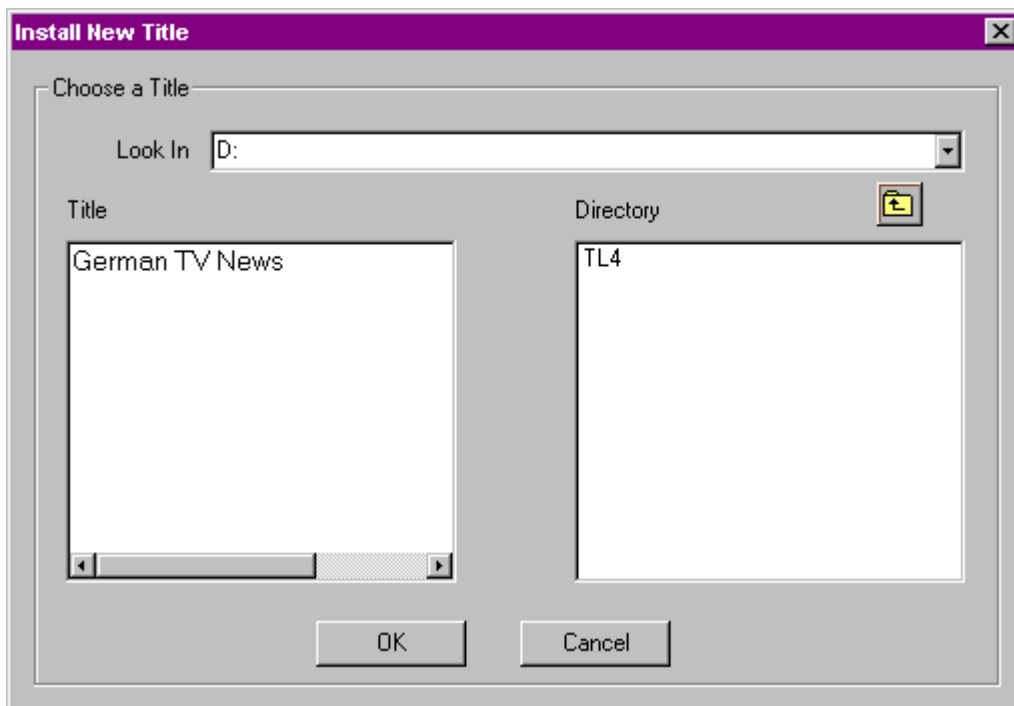 Install New Title
Choose a Title
Look In D:
Title
Directory
German TV News
TL4
OK
Cancel